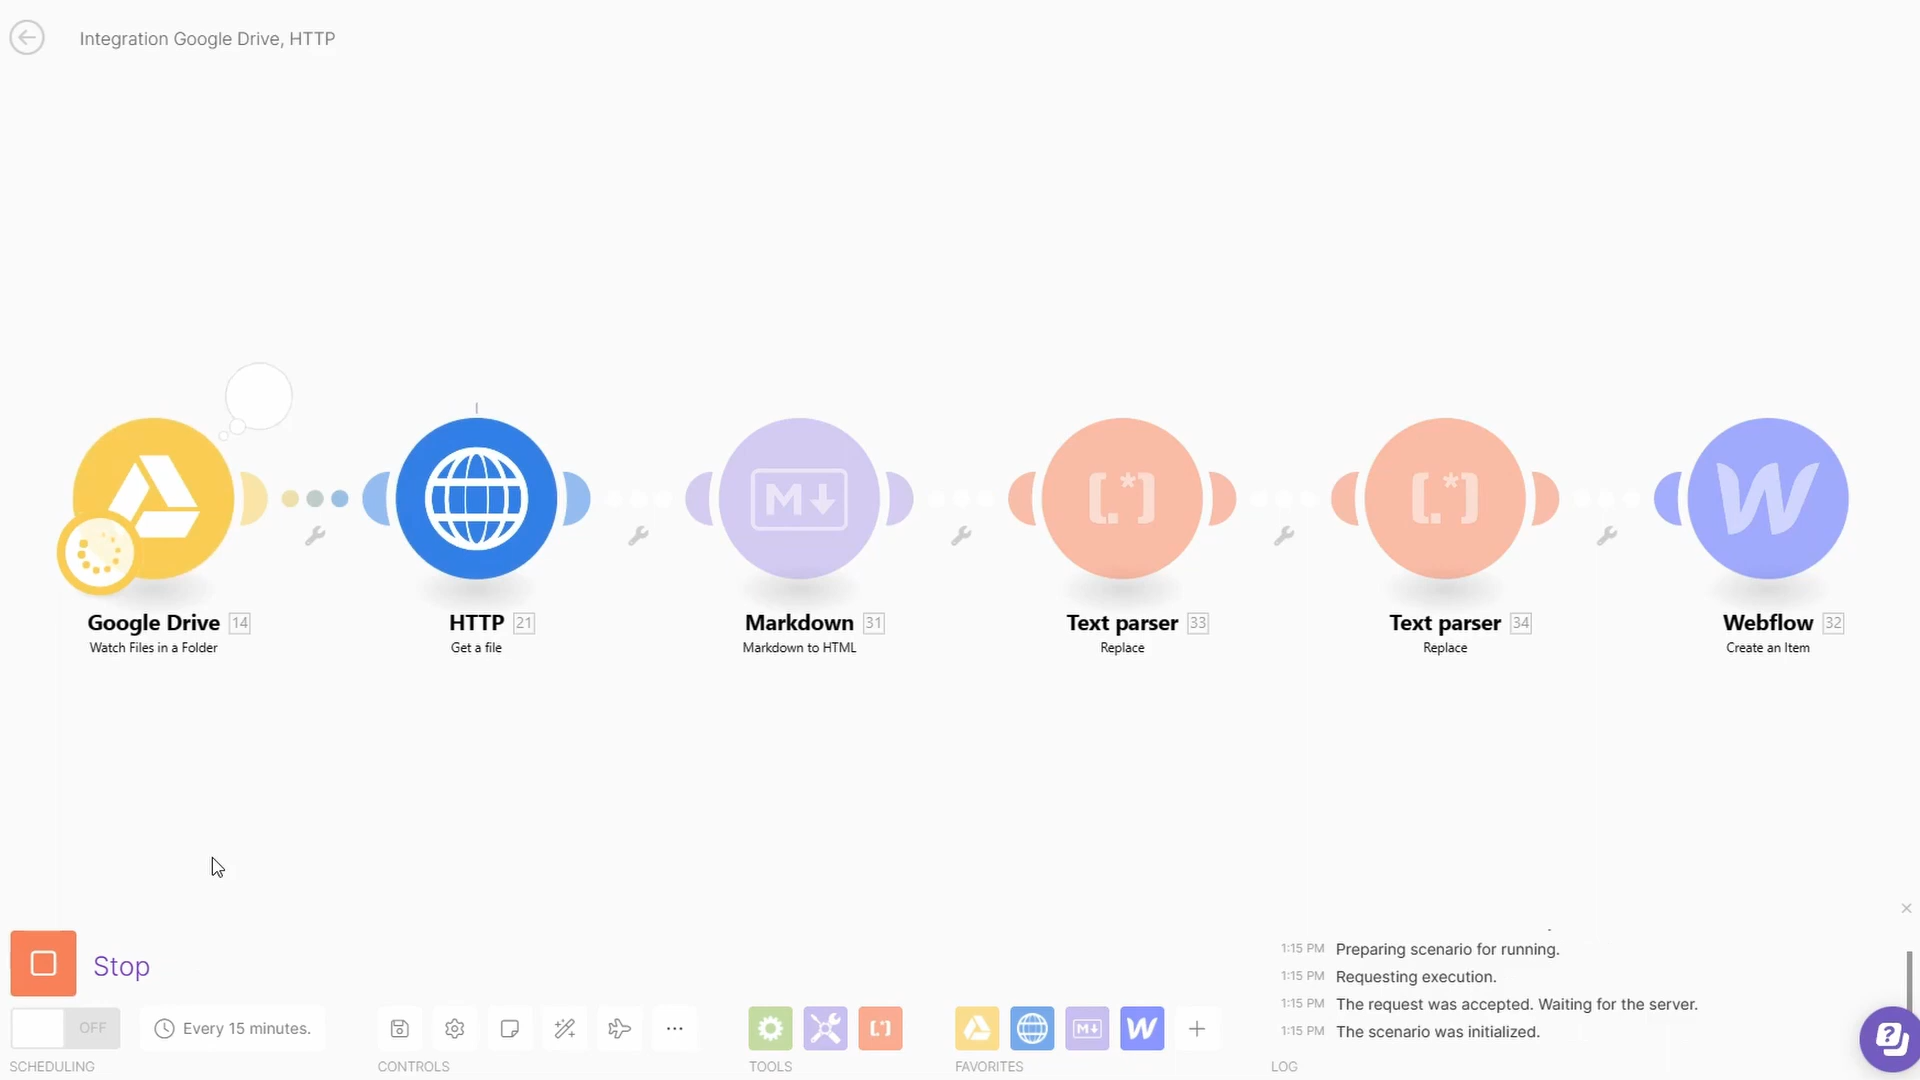 Integration Google Drive, HTTP
Google Drive 14
Watch Files in a Folder
HTTP 21
Get a file
M
Markdown 31
Markdown to HTML
[.*]
Text parser 33
Replace
[.*]
Text parser 34
Replace
W
Webflow 32
Create an Item
Stop
1:15 PM Preparing scenario for running.
1:15 PM Requesting execution.
1:15 PM The request was accepted. Waiting for the server.
1:15 PM The scenario was initialized.
OFF
Every 15 minutes.
SCHEDULING
CONTROLS
TOOLS
FAVORITES
LOG